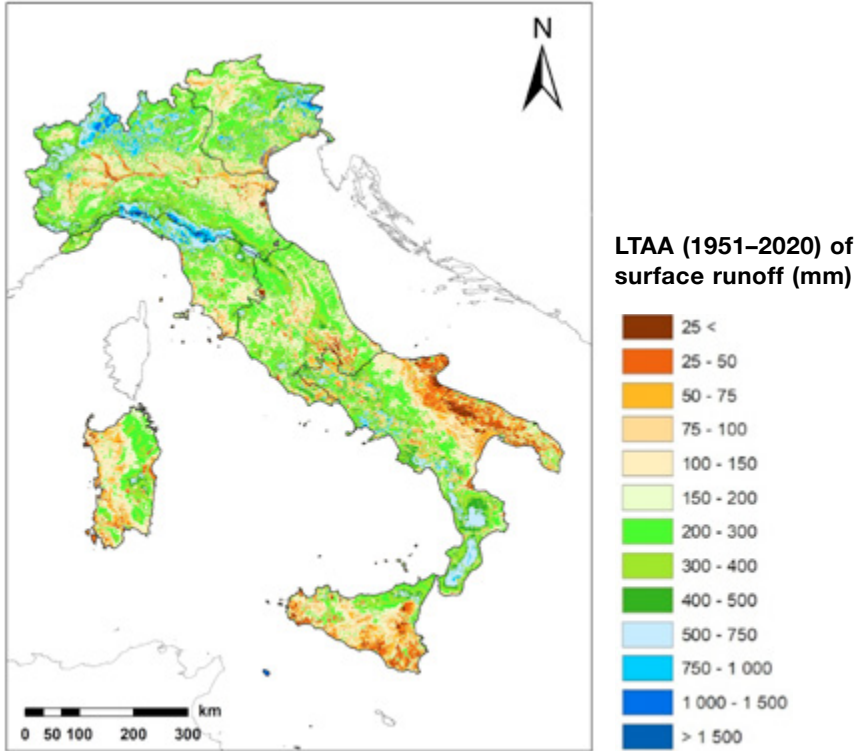 N
LTAA (1951–2020) of
surface runoff (mm)
25 <
25 - 50
50 - 75
75 - 100
100 - 150
150 - 200
200 - 300
300 - 400
400 - 500
500 - 750
750 - 1 000
1 000 - 1 500
> 1 500
km
0 50 100 200 300